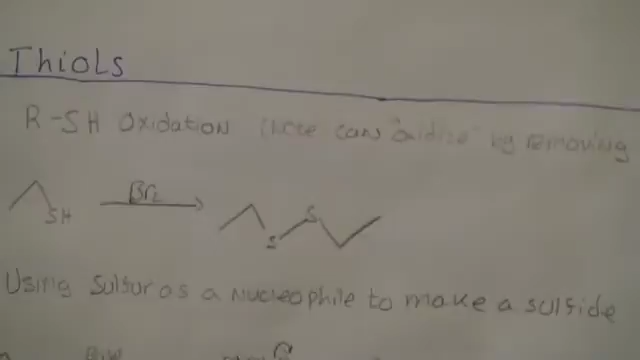 Thiols
R-SH Oxidation (note can "oxidize" by removing
SH Br2 S S
Using Sulfur as a Nucleophile to make a sulfide